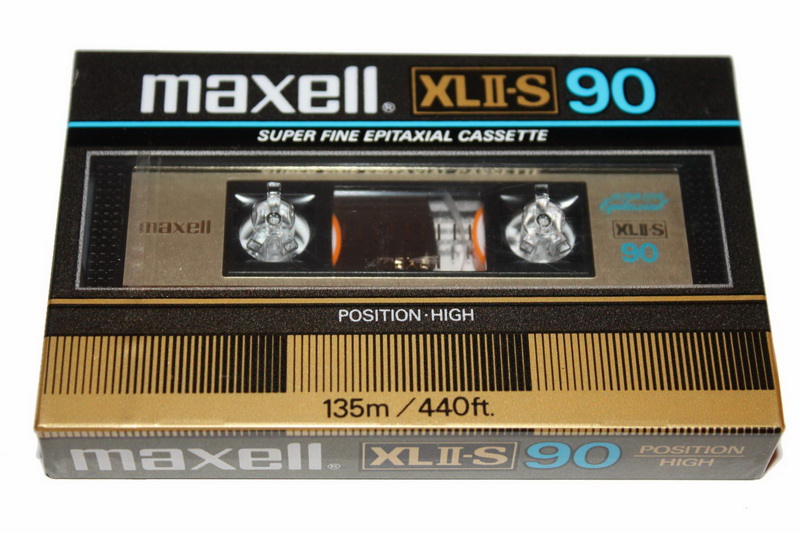 maxell® XLII-S 90
SUPER FINE EPITAXIAL CASSETTE
maxell
XLII-S
90
POSITION·HIGH
135m / 440ft.
maxell® XLII-S 90 POSITION
HIGH